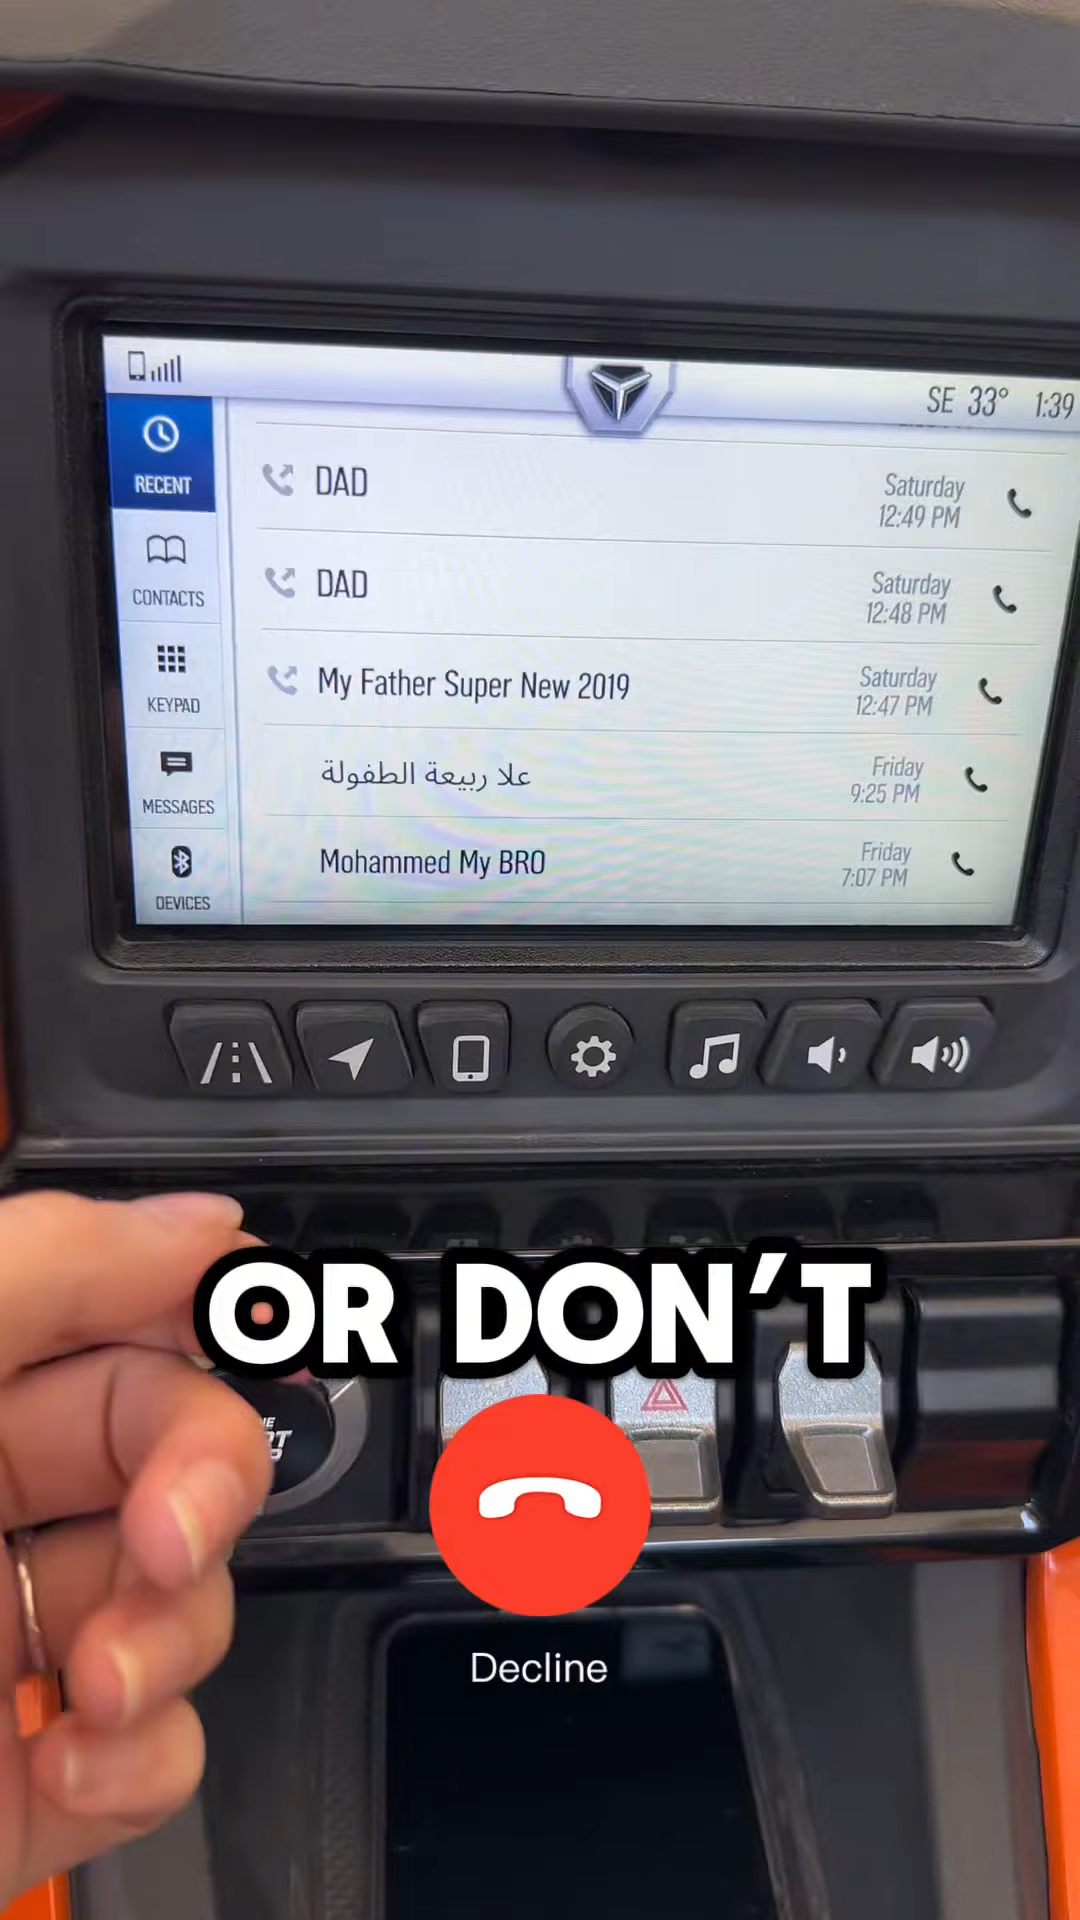 SE 33° 1:39
RECENT
DAD
Saturday
12:49 PM
CONTACTS
DAD
Saturday
12:48 PM
KEYPAD
My Father Super New 2019
Saturday
12:47 PM
MESSAGES
علا ربيعة الطفولة
Friday
9:25 PM
DEVICES
Mohammed My BRO
Friday
7:07 PM
OR DON'T
Decline